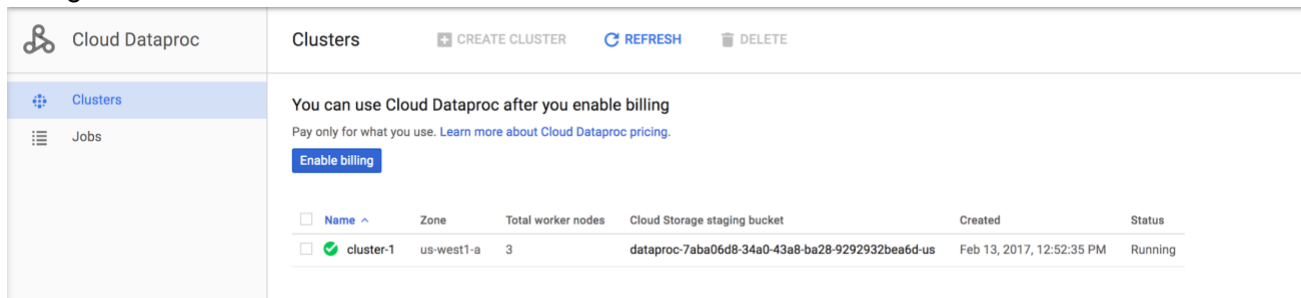 Cloud Dataproc
Clusters
CREATE CLUSTER
REFRESH
DELETE
Clusters
Jobs
You can use Cloud Dataproc after you enable billing
Pay only for what you use. Learn more about Cloud Dataproc pricing.
Enable billing
Name Zone Total worker nodes Cloud Storage staging bucket Created Status
cluster-1 us-west1-a 3 dataproc-7aba06d8-34a0-43a8-ba28-9292932bea6d-us Feb 13, 2017, 12:52:35 PM Running